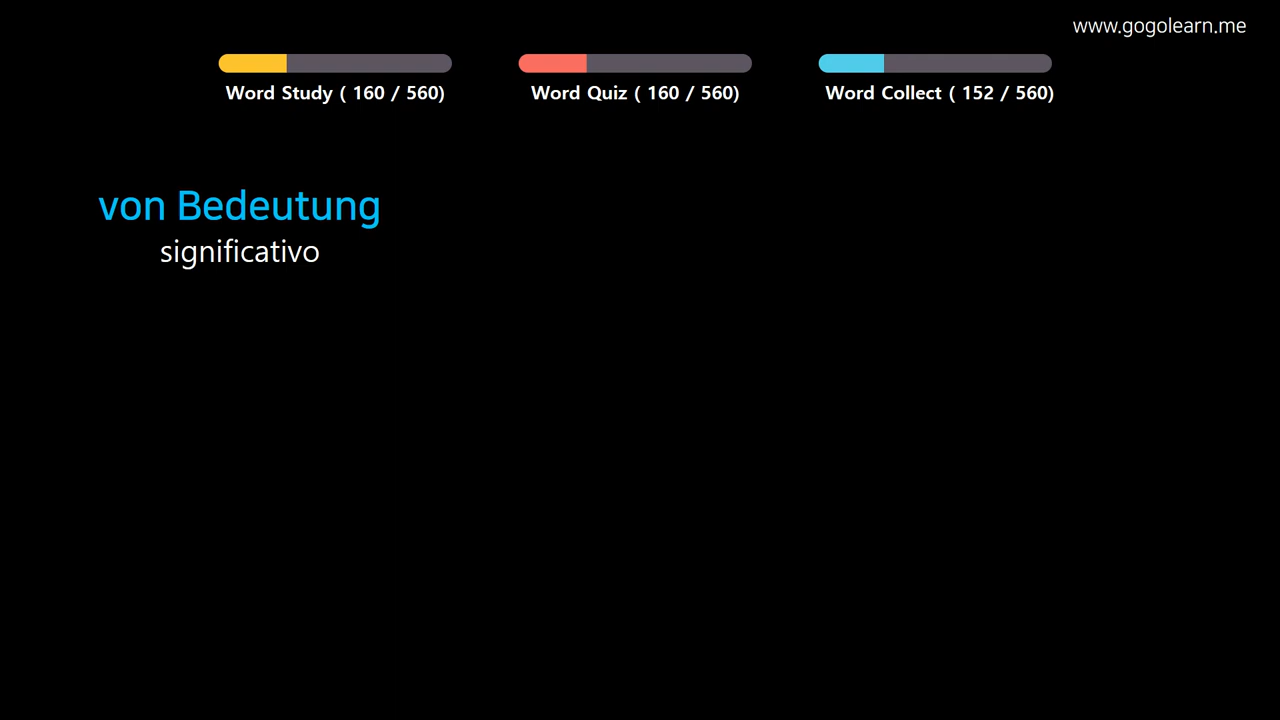 www.gogolearn.me
Word Study ( 160 / 560)
Word Quiz ( 160 / 560)
Word Collect ( 152 / 560)
von Bedeutung
significativo